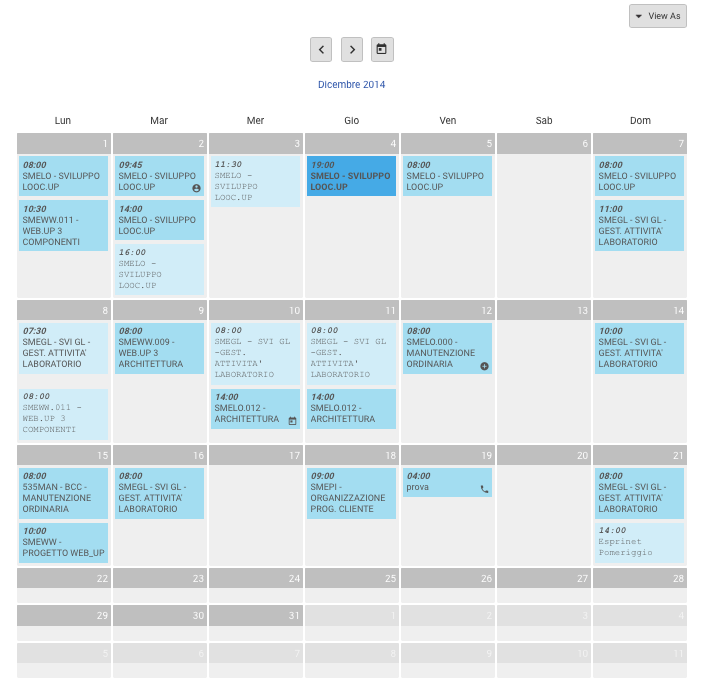 View As
Dicembre 2014
Lun Mar Mer Gio Ven Sab Dom
1 2 3 4 5 6 7
08:00
SMELO - SVILUPPO
LOOC.UP
10:30
SMEWW.011 -
WEB.UP 3
COMPONENTI
09:45
SMELO - SVILUPPO
LOOC.UP
14:00
SMELO - SVILUPPO
LOOC.UP
16:00
SMELO -
SVILUPPO
LOOC.UP
11:30
SMELO -
SVILUPPO
LOOC.UP
19:00
SMELO - SVILUPPO
LOOC.UP
08:00
SMELO - SVILUPPO
LOOC.UP
08:00
SMELO - SVILUPPO
LOOC.UP
11:00
SMEGL - SVI GL -
GEST. ATTIVITA'
LABORATORIO
8 9 10 11 12 13 14
07:30
SMEGL - SVI GL -
GEST. ATTIVITA'
LABORATORIO
08:00
SMEWW.011 -
WEB.UP 3
COMPONENTI
08:00
SMEWW.009 -
WEB.UP 3
ARCHITETTURA
08:00
SMEGL - SVI GL
-GEST.
ATTIVITA'
LABORATORIO
14:00
SMELO.012 -
ARCHITETTURA
08:00
SMEGL - SVI GL
-GEST.
ATTIVITA'
LABORATORIO
14:00
SMELO.012 -
ARCHITETTURA
08:00
SMELO.000 -
MANUTENZIONE
ORDINARIA
10:00
SMEGL - SVI GL -
GEST. ATTIVITA'
LABORATORIO
15 16 17 18 19 20 21
08:00
535MAN - BCC -
MANUTENZIONE
ORDINARIA
10:00
SMEWW -
PROGETTO WEB_UP
08:00
SMEGL - SVI GL -
GEST. ATTIVITA'
LABORATORIO
09:00
SMEPI -
ORGANIZZAZIONE
PROG. CLIENTE
04:00
prova
08:00
SMEGL - SVI GL -
GEST. ATTIVITA'
LABORATORIO
14:00
Esprinet
Pomeriggio
22 23 24 25 26 27 28
29 30 31 1 2 3 4
5 6 7 8 9 10 11